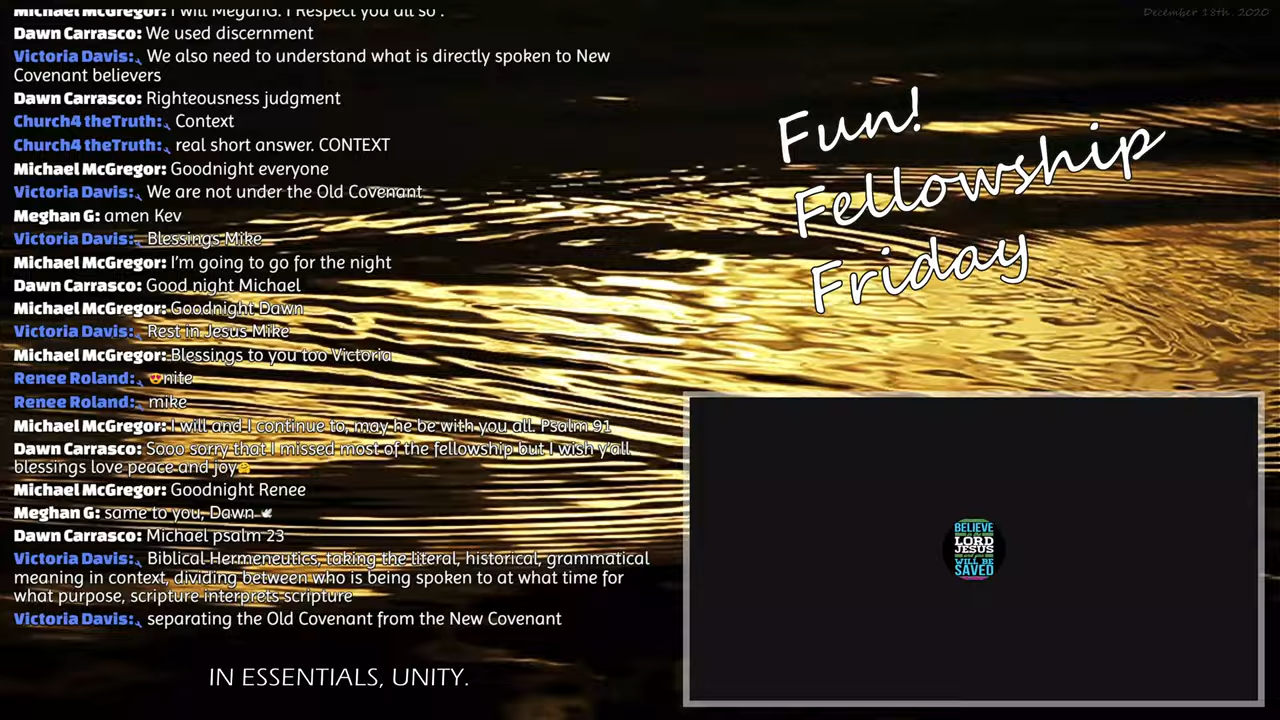 Michael McGregor: I will MeganG. I Respect you all so .
Dawn Carrasco: We used discernment
Victoria Davis: We also need to understand what is directly spoken to New
Covenant believers
Dawn Carrasco: Righteousness judgment
Church4 theTruth: Context
Church4 theTruth: real short answer. CONTEXT
Michael McGregor: Goodnight everyone
Victoria Davis: We are not under the Old Covenant.
Meghan G: amen Kev
Victoria Davis: Blessings Mike
Michael McGregor: I'm going to go for the night
Dawn Carrasco: Good night Michael
Michael McGregor: Goodnight Dawn
Victoria Davis: Rest in Jesus Mike
Michael McGregor: Blessings to you too Victoria
Renee Roland: 😍nite
Renee Roland: mike
Michael McGregor: I will and I continue to, may he be with you all. Psalm 91
Dawn Carrasco: Sooo sorry that I missed most of the fellowship but I wish y'all
blessings love peace and joy🤗
Michael McGregor: Goodnight Renee
Meghan G: same to you, Dawn 🕊
Dawn Carrasco: Michael psalm 23
Victoria Davis: Biblical Hermeneutics, taking the literal, historical, grammatical
meaning in context, dividing between who is being spoken to at what time for
what purpose, scripture interprets scripture
Victoria Davis: separating the Old Covenant from the New Covenant
IN ESSENTIALS, UNITY.
December 18th, 2020
Fun!
Fellowship
Friday
BELIEVE
LORD
JESUS
WILL BE
SAVED